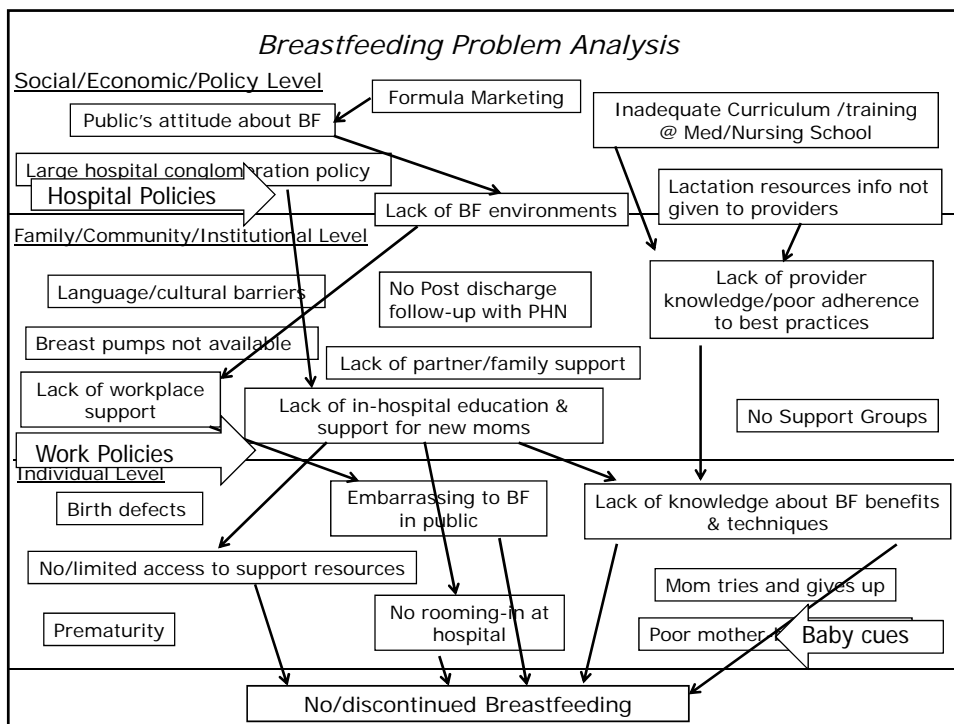 Breastfeeding Problem Analysis
Social/Economic/Policy Level
Formula Marketing
Public's attitude about BF
Inadequate Curriculum /training
@ Med/Nursing School
Large hospital conglomeration policy
Hospital Policies
Lactation resources info not
given to providers
Lack of BF environments
Family/Community/Institutional Level
Language/cultural barriers
No Post discharge
follow-up with PHN
Lack of provider
knowledge/poor adherence
to best practices
Breast pumps not available
Lack of partner/family support
Lack of workplace
support
Lack of in-hospital education &
support for new moms
No Support Groups
Work Policies
Individual Level
Birth defects
Embarrassing to BF
in public
Lack of knowledge about BF benefits
& techniques
No/limited access to support resources
Mom tries and gives up
Prematurity
No rooming-in at
hospital
Poor mother
Baby cues
No/discontinued Breastfeeding